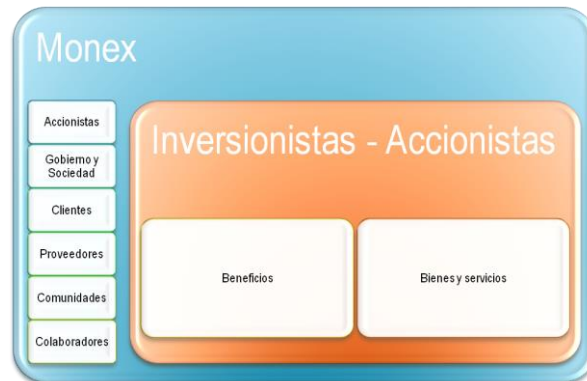 Monex
Accionistas
Gobierno y
Sociedad
Clientes
Proveedores
Comunidades
Colaboradores
Inversionistas - Accionistas
Beneficios
Bienes y servicios